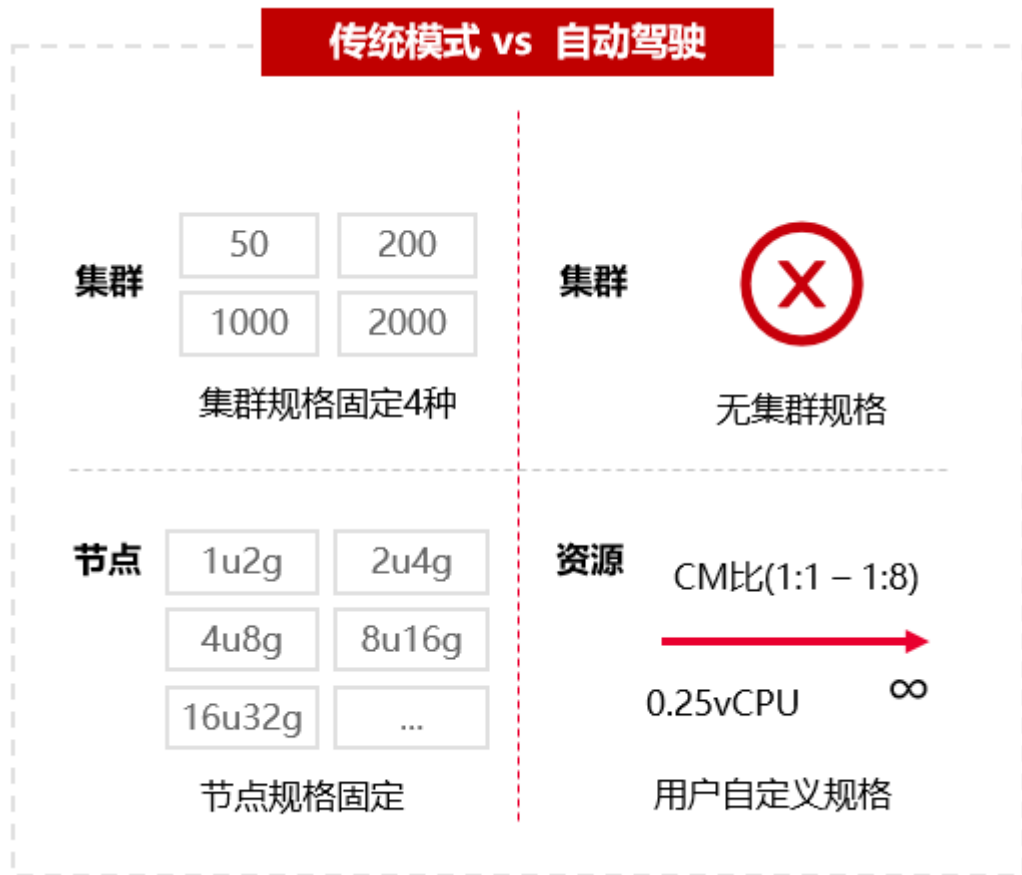 传统模式 vs 自动驾驶
集群
50
200
1000
2000
集群规格固定4种
集群
X
无集群规格
节点
1u2g
2u4g
4u8g
8u16g
16u32g
...
节点规格固定
资源
CM比(1:1 – 1:8)
0.25vCPU
∞
用户自定义规格